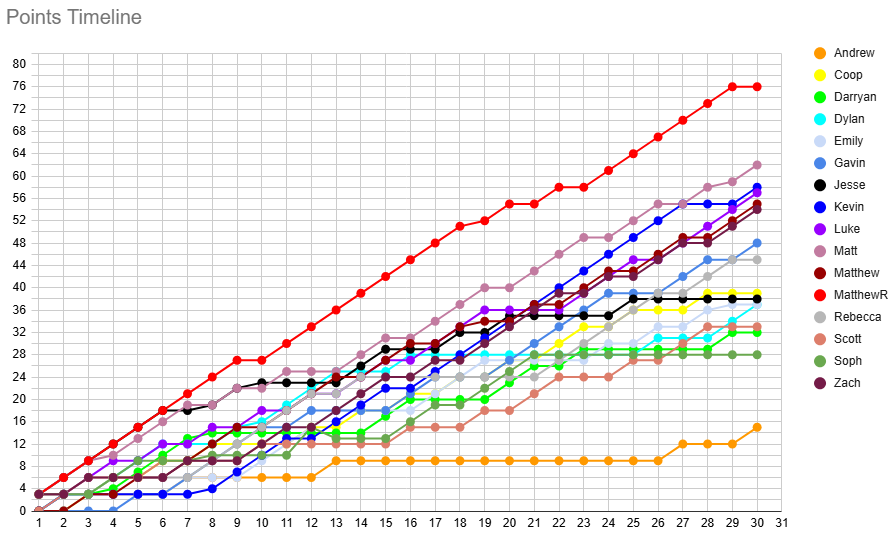 Points Timeline
80
76
72
68
64
60
56
52
48
44
40
36
32
28
24
20
16
12
8
4
0
1 2 3 4 5 6 7 8 9 10 11 12 13 14 15 16 17 18 19 20 21 22 23 24 25 26 27 28 29 30 31
Andrew
Coop
Darryan
Dylan
Emily
Gavin
Jesse
Kevin
Luke
Matt
Matthew
MatthewR
Rebecca
Scott
Soph
Zach